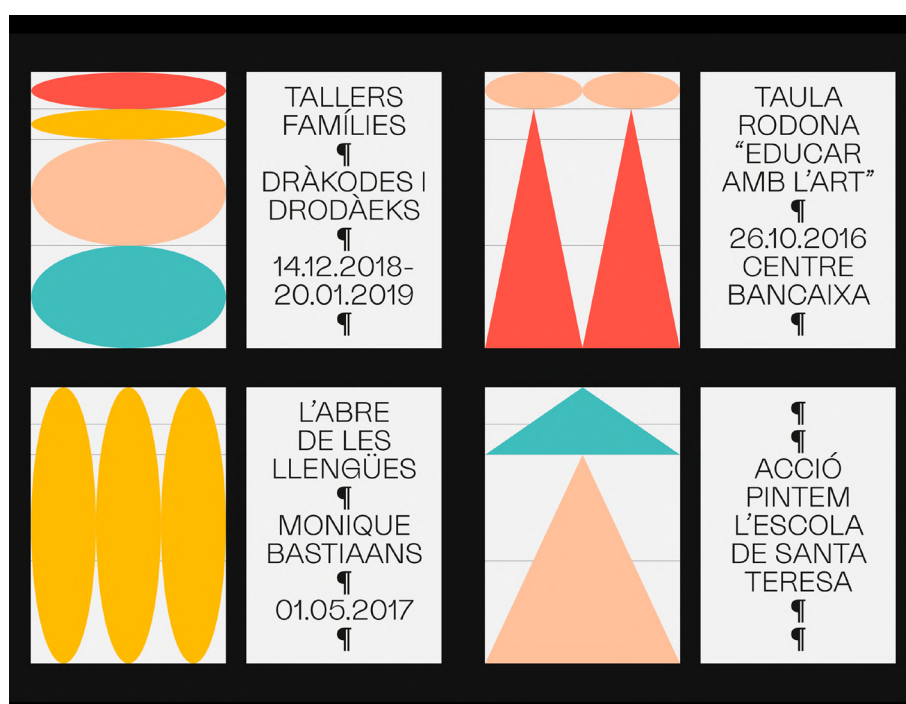 TALLERS
FAMÍLIES
¶
DRÀKODES I
DRODÀEKS
¶
14.12.2018-
20.01.2019
¶
TAULA
RODONA
“EDUCAR
AMB L’ART”
¶
26.10.2016
CENTRE
BANCAIXA
¶
L’ABRE
DE LES
LLENGÜES
¶
MONIQUE
BASTIAANS
¶
01.05.2017
¶
¶
¶
ACCIÓ
PINTEM
L’ESCOLA
DE SANTA
TERESA
¶
¶